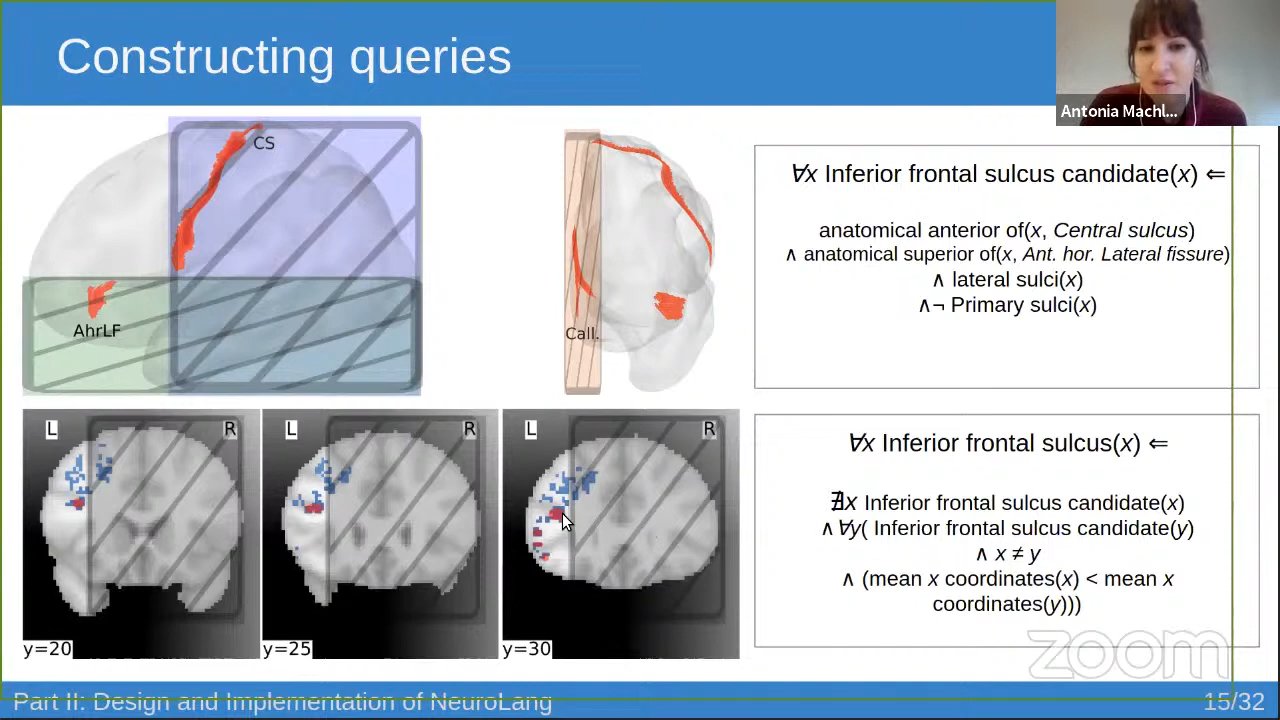 Constructing queries
Antonia Machl...
CS
AhrLF
Call.
∀x Inferior frontal sulcus candidate(x) ⇐
anatomical anterior of(x, Central sulcus)
∧ anatomical superior of(x, Ant. hor. Lateral fissure)
∧ lateral sulci(x)
∧¬ Primary sulci(x)
L R
y=20
L R
y=25
L R
y=30
∀x Inferior frontal sulcus(x) ⇐
∄x Inferior frontal sulcus candidate(x)
∧ ∀y( Inferior frontal sulcus candidate(y)
∧ x ≠ y
∧ (mean x coordinates(x) < mean x
coordinates(y)))
zoom
Part II: Design and Implementation of NeuroLang
15/32